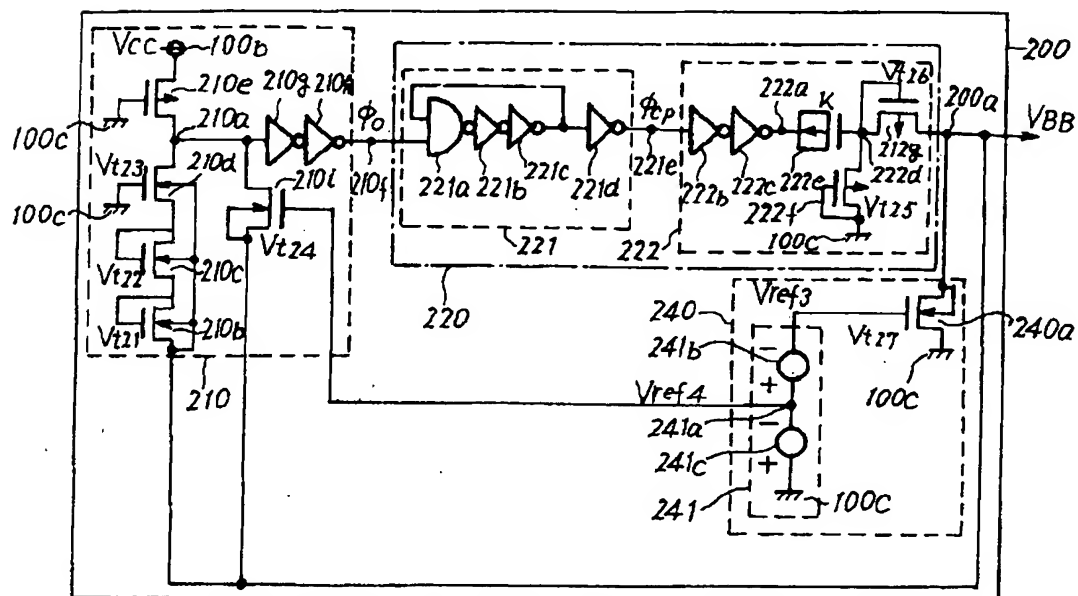 VCC 100b
210e
210g 210h
100c
210a
φo
210f
Vt23
210d
210i
100c
Vt24
Vt22
210c
Vt21
210b
210
221a
221b
221c
221d
221
φcp
221e
220
222a
K
Vt26
200a
200
VBB
212g
222b
222c
222e
222d
222f
Vt25
222
100c
Vref3
240
241b
−
+
Vt27
240a
100c
Vref4
241a
−
241c
+
241
100c